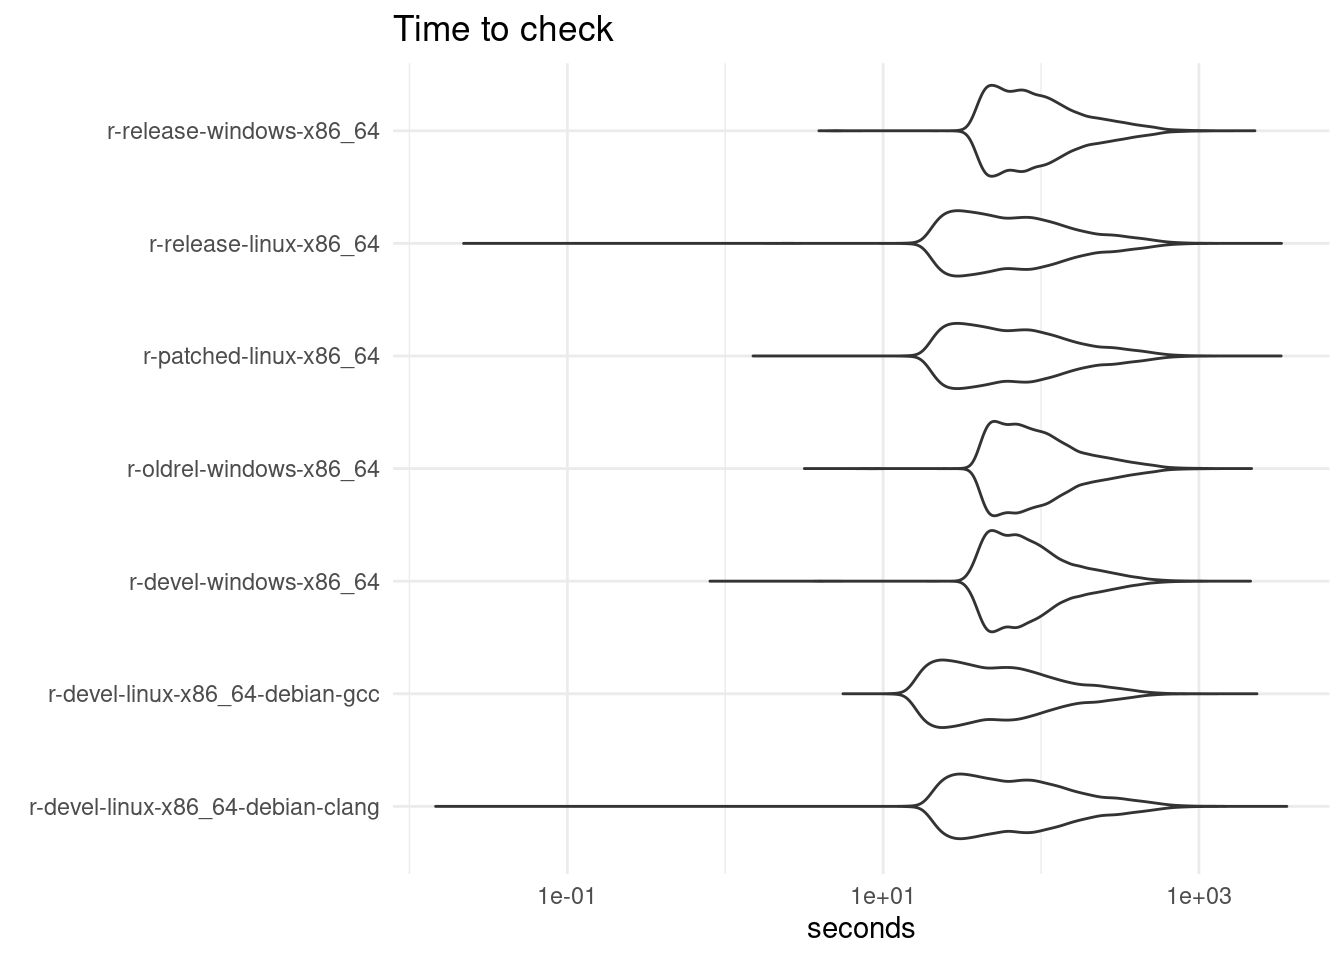 Time to check
r-release-windows-x86_64
r-release-linux-x86_64
r-patched-linux-x86_64
r-oldrel-windows-x86_64
r-devel-windows-x86_64
r-devel-linux-x86_64-debian-gcc
r-devel-linux-x86_64-debian-clang
1e-01 1e+01 1e+03
seconds